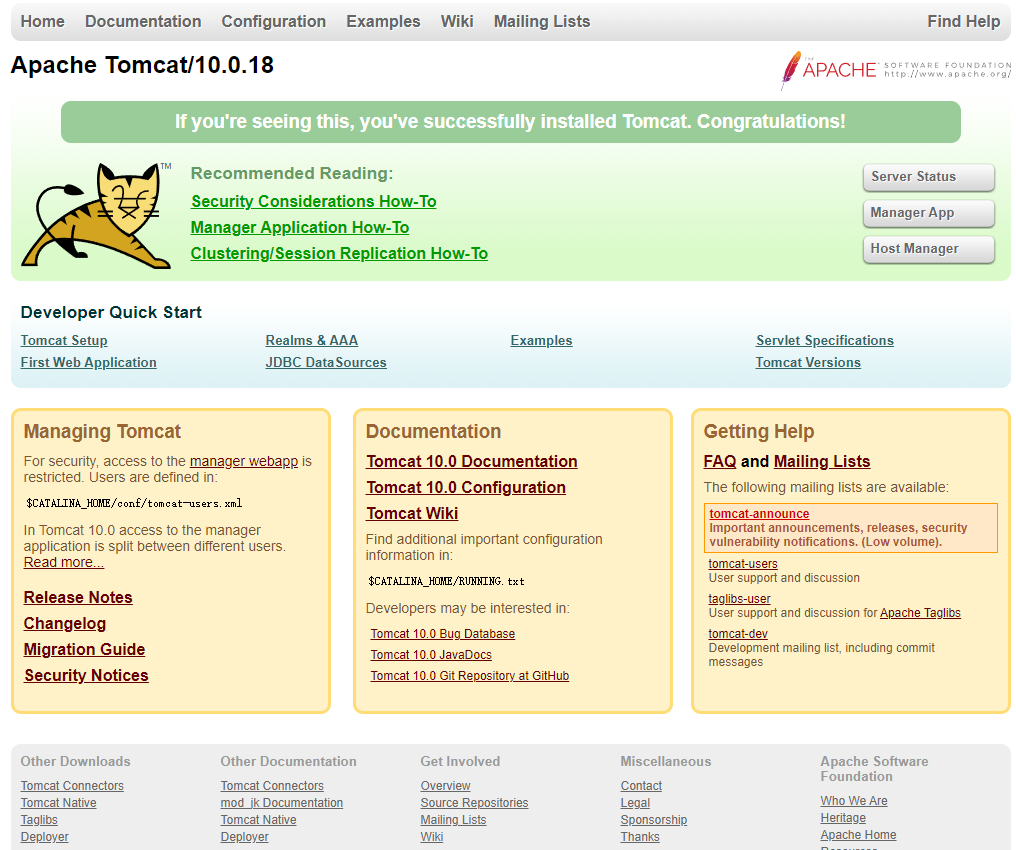 Home Documentation Configuration Examples Wiki Mailing Lists Find Help
Apache Tomcat/10.0.18
THE APACHE™ SOFTWARE FOUNDATION
http://www.apache.org/
If you're seeing this, you've successfully installed Tomcat. Congratulations!
TM
Recommended Reading:
Security Considerations How-To
Manager Application How-To
Clustering/Session Replication How-To
Server Status
Manager App
Host Manager
Developer Quick Start
Tomcat Setup
First Web Application
Realms & AAA
JDBC DataSources
Examples
Servlet Specifications
Tomcat Versions
Managing Tomcat
For security, access to the manager webapp is
restricted. Users are defined in:
$CATALINA_HOME/conf/tomcat-users.xml
In Tomcat 10.0 access to the manager
application is split between different users.
Read more...
Release Notes
Changelog
Migration Guide
Security Notices
Documentation
Tomcat 10.0 Documentation
Tomcat 10.0 Configuration
Tomcat Wiki
Find additional important configuration
information in:
$CATALINA_HOME/RUNNING.txt
Developers may be interested in:
Tomcat 10.0 Bug Database
Tomcat 10.0 JavaDocs
Tomcat 10.0 Git Repository at GitHub
Getting Help
FAQ and Mailing Lists
The following mailing lists are available:
tomcat-announce
Important announcements, releases, security
vulnerability notifications. (Low volume).
tomcat-users
User support and discussion
taglibs-user
User support and discussion for Apache Taglibs
tomcat-dev
Development mailing list, including commit
messages
Other Downloads
Tomcat Connectors
Tomcat Native
Taglibs
Deployer
Other Documentation
Tomcat Connectors
mod_jk Documentation
Tomcat Native
Deployer
Get Involved
Overview
Source Repositories
Mailing Lists
Wiki
Miscellaneous
Contact
Legal
Sponsorship
Thanks
Apache Software
Foundation
Who We Are
Heritage
Apache Home